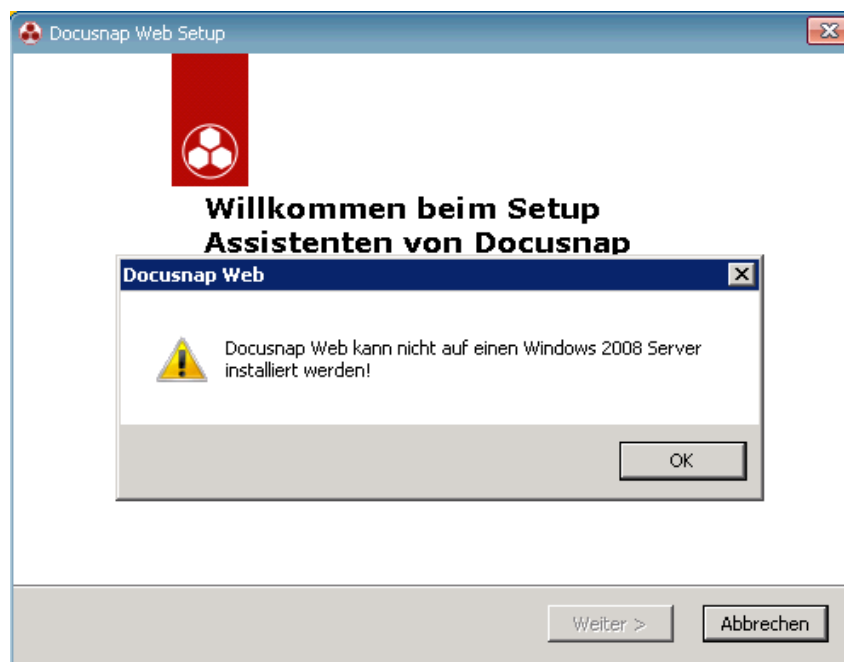 Docusnap Web Setup
Willkommen beim Setup
Assistenten von Docusnap
Docusnap Web
Docusnap Web kann nicht auf einen Windows 2008 Server
installiert werden!
OK
Weiter >
Abbrechen